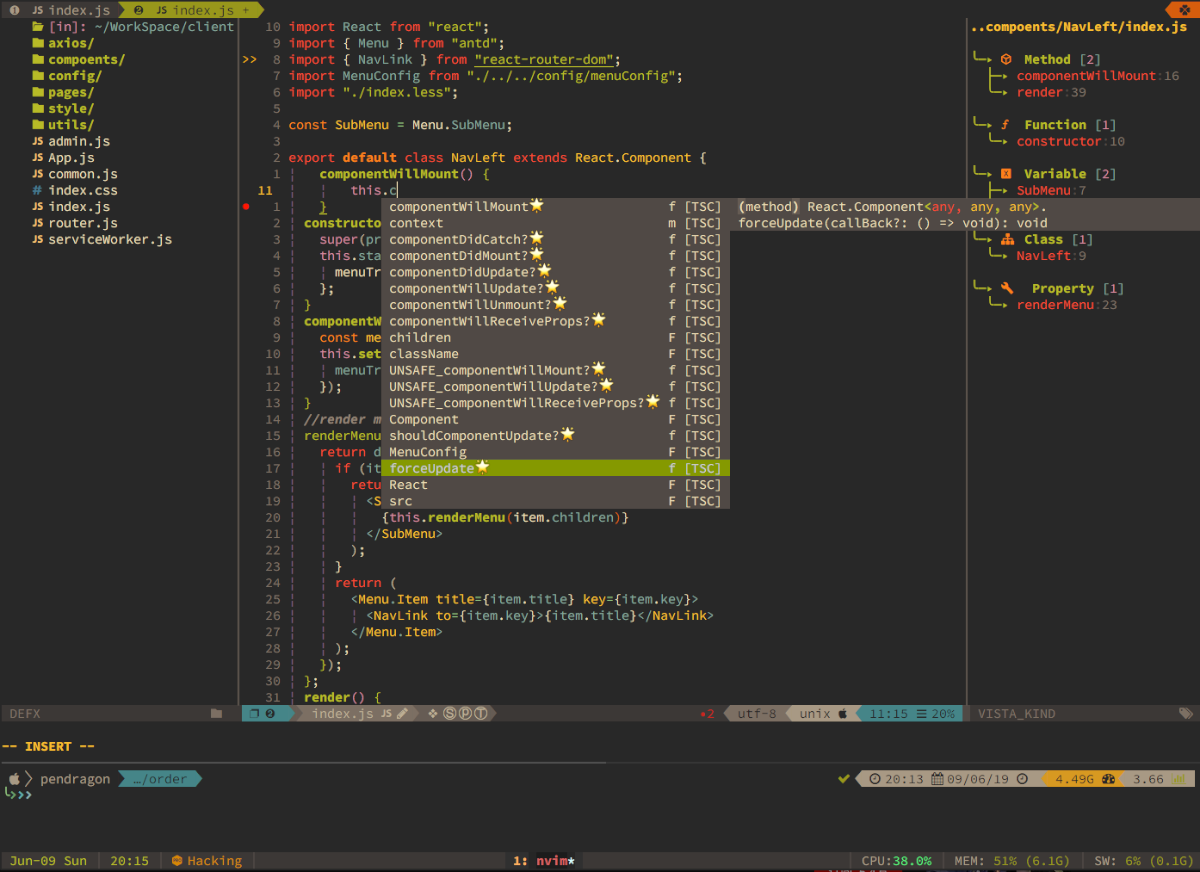 JS index.js JS index.js +
[in]: ~/WorkSpace/client
axios/
compoents/
config/
pages/
style/
utils/
JS admin.js
JS App.js
JS common.js
# index.css
JS index.js
JS router.js
JS serviceWorker.js
DEFX
10 import React from "react";
9 import { Menu } from "antd";
>> 8 import { NavLink } from "react-router-dom";
7 import MenuConfig from "./../../config/menuConfig";
6 import "./index.less";
5
4 const SubMenu = Menu.SubMenu;
3
2 export default class NavLeft extends React.Component {
1 componentWillMount() {
11 this.c
1 }
2 constructo
3 super(pr
4 this.sta
5 menuTr
6 };
7 }
8 componentW
9 const me
10 this.set
11 menuTr
12 });
13 }
14 //render m
15 renderMenu
16 return d
17 if (it
18 retu
19 <S
20 {this.renderMenu(item.children)}
21 </SubMenu>
22 );
23 }
24 return (
25 <Menu.Item title={item.title} key={item.key}>
26 <NavLink to={item.key}>{item.title}</NavLink>
27 </Menu.Item>
28 );
29 });
30 };
31 render() {
componentWillMount🌟 f [TSC]
context m [TSC]
componentDidCatch?🌟 f [TSC]
componentDidMount?🌟 f [TSC]
componentDidUpdate?🌟 f [TSC]
componentWillUpdate?🌟 f [TSC]
componentWillUnmount?🌟 f [TSC]
componentWillReceiveProps?🌟 f [TSC]
children F [TSC]
className F [TSC]
UNSAFE_componentWillMount?🌟 f [TSC]
UNSAFE_componentWillUpdate?🌟 f [TSC]
UNSAFE_componentWillReceiveProps?🌟 f [TSC]
Component F [TSC]
shouldComponentUpdate?🌟 f [TSC]
MenuConfig F [TSC]
forceUpdate🌟 f [TSC]
React F [TSC]
src F [TSC]
(method) React.Component<any, any, any>.
forceUpdate(callBack?: () => void): void
..compoents/NavLeft/index.js
Method [2]
componentWillMount:16
render:39
Function [1]
constructor:10
Variable [2]
SubMenu:7
Class [1]
NavLeft:9
Property [1]
renderMenu:23
❷ index.js JS ❖ ⓈⓅⓉ ●2 utf-8 unix 11:15 ☰ 20% VISTA_KIND
-- INSERT --
pendragon …/order ✔ 20:13 09/06/19 4.49G 3.66
>>>
Jun-09 Sun 20:15 Hacking 1: nvim* CPU:38.0% MEM: 51% (6.1G) SW: 6% (0.1G)